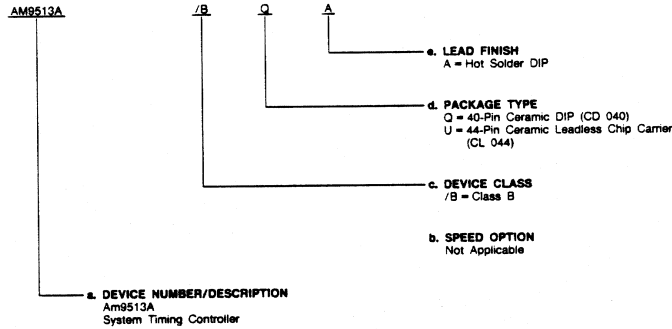 AM9513A /B Q A
e. LEAD FINISH
A = Hot Solder DIP
d. PACKAGE TYPE
Q = 40-Pin Ceramic DIP (CD 040)
U = 44-Pin Ceramic Leadless Chip Carrier
(CL 044)
c. DEVICE CLASS
/B = Class B
b. SPEED OPTION
Not Applicable
a. DEVICE NUMBER/DESCRIPTION
Am9513A
System Timing Controller